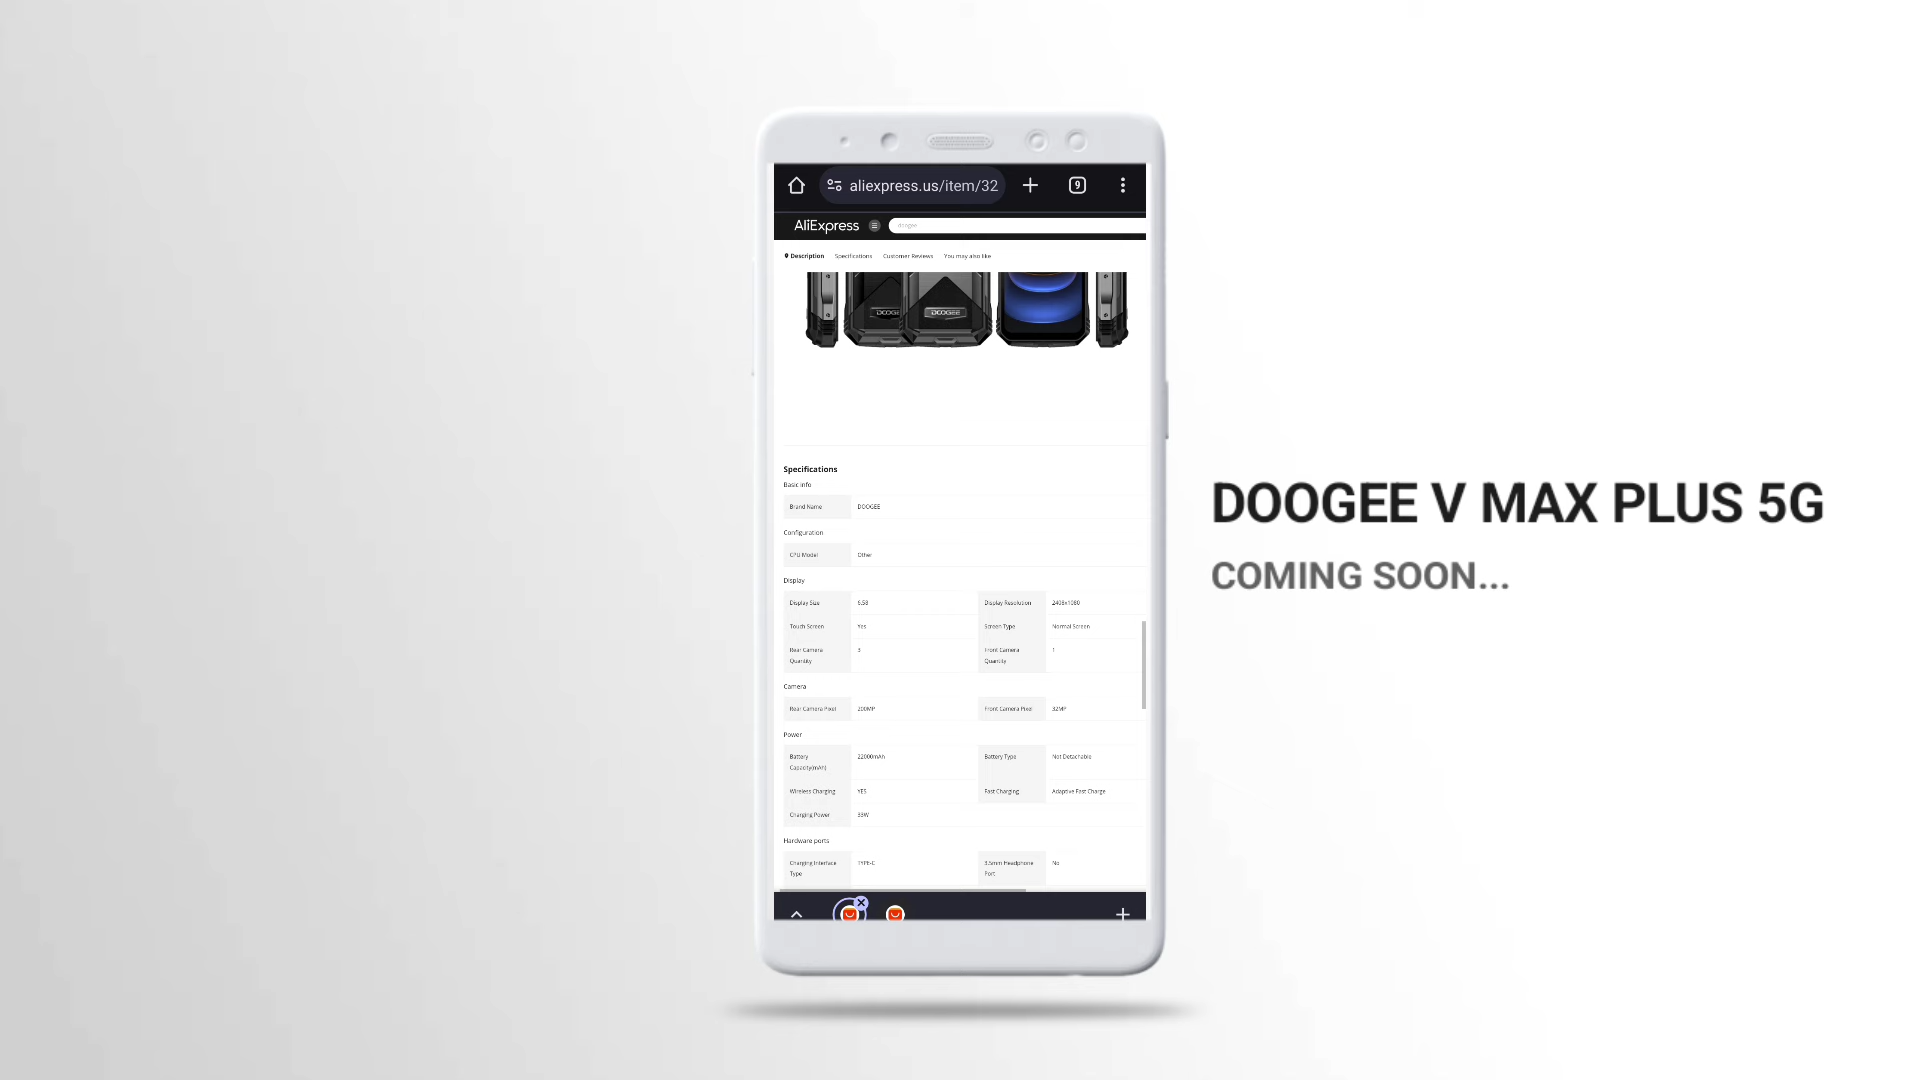 aliexpress.us/item/32
9
AliExpress
doogee
Description Specifications Customer Reviews You may also like
DOOGEE DOOGEE
Specifications
Basic info
Brand Name DOOGEE
Configuration
CPU Model Other
Display
Display Size 6.58 Display Resolution 2408x1080
Touch Screen Yes Screen Type Normal Screen
Rear Camera 3 Front Camera 1
Quantity Quantity
Camera
Rear Camera Pixel 200MP Front Camera Pixel 32MP
Power
Battery 22000mAh Battery Type Not Detachable
Capacity(mAh)
Wireless Charging YES Fast Charging Adaptive Fast Charge
Charging Power 33W
Hardware ports
Charging Interface TYPE-C 3.5mm Headphone No
Type Port
DOOGEE V MAX PLUS 5G
COMING SOON...